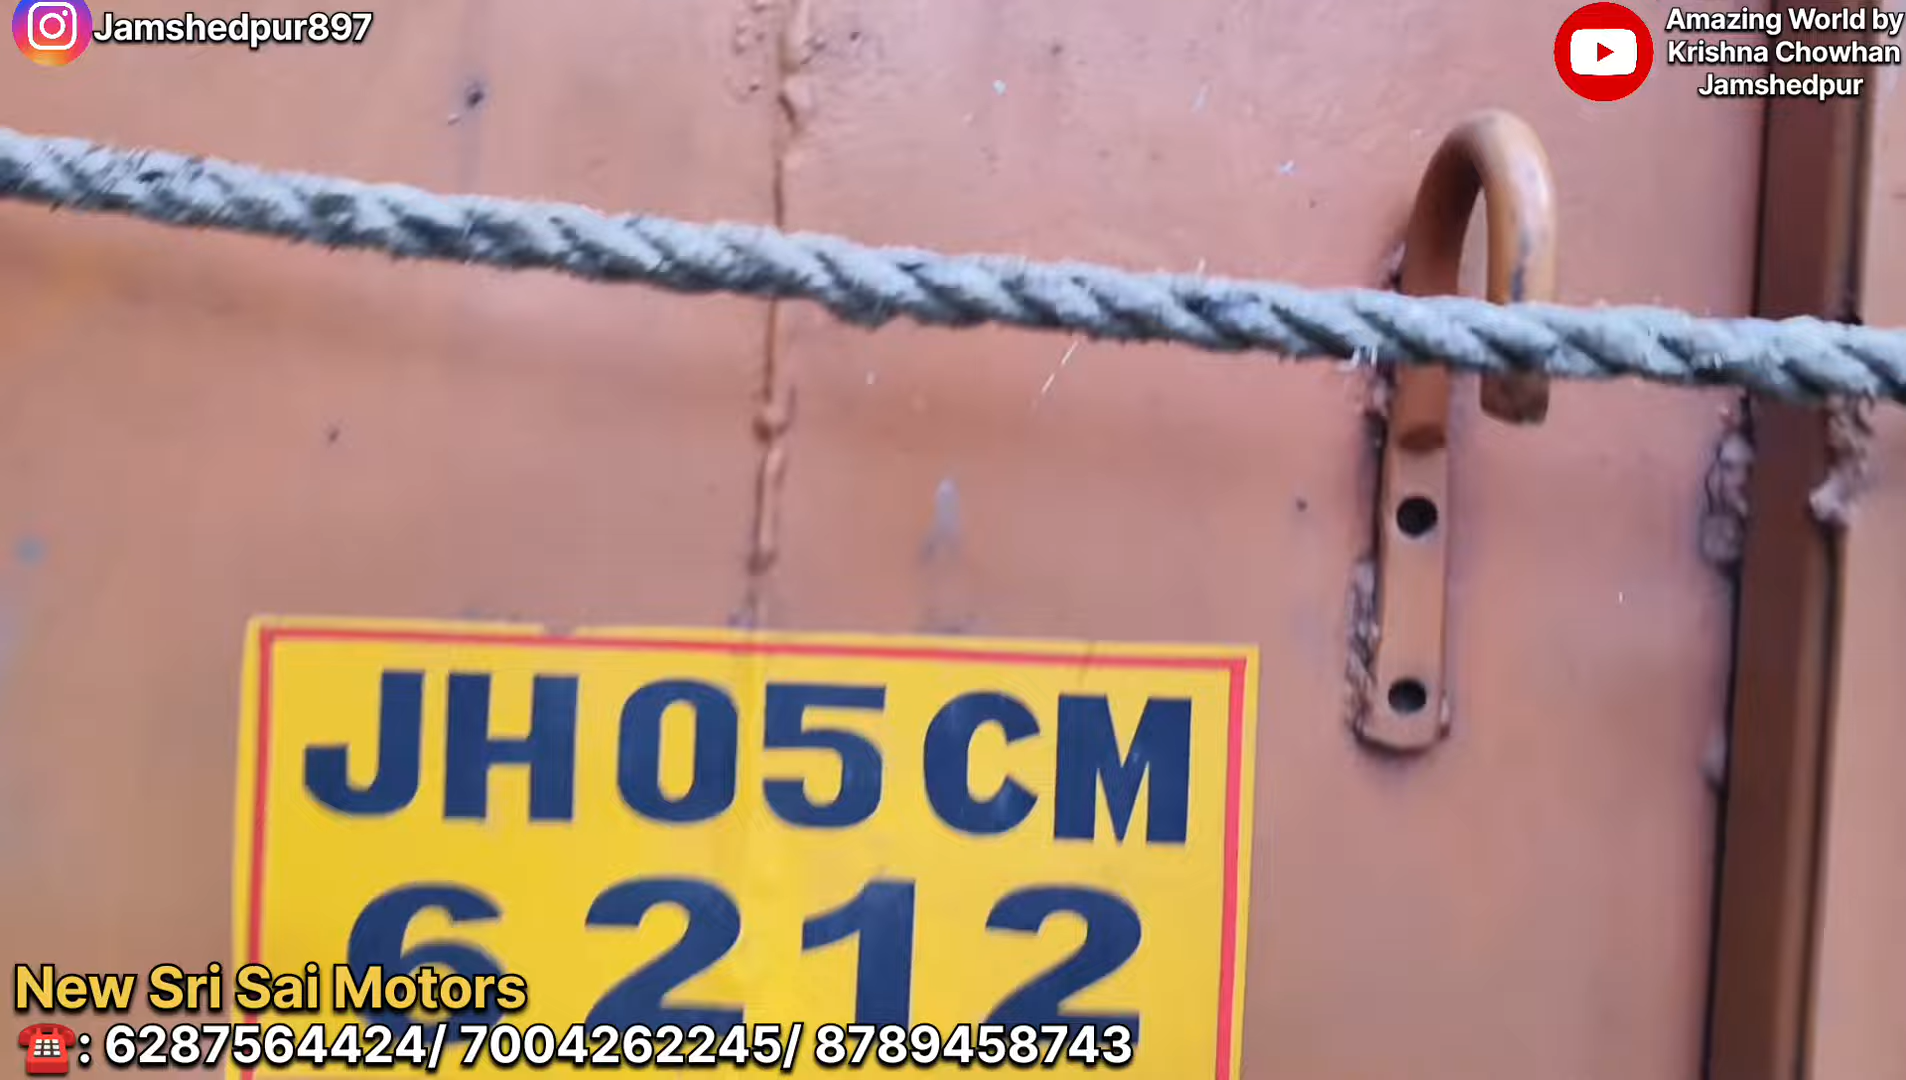 Jamshedpur897
Amazing World by
Krishna Chowhan
Jamshedpur
JH05CM
6212
New Sri Sai Motors
☎️: 6287564424/ 7004262245/ 8789458743